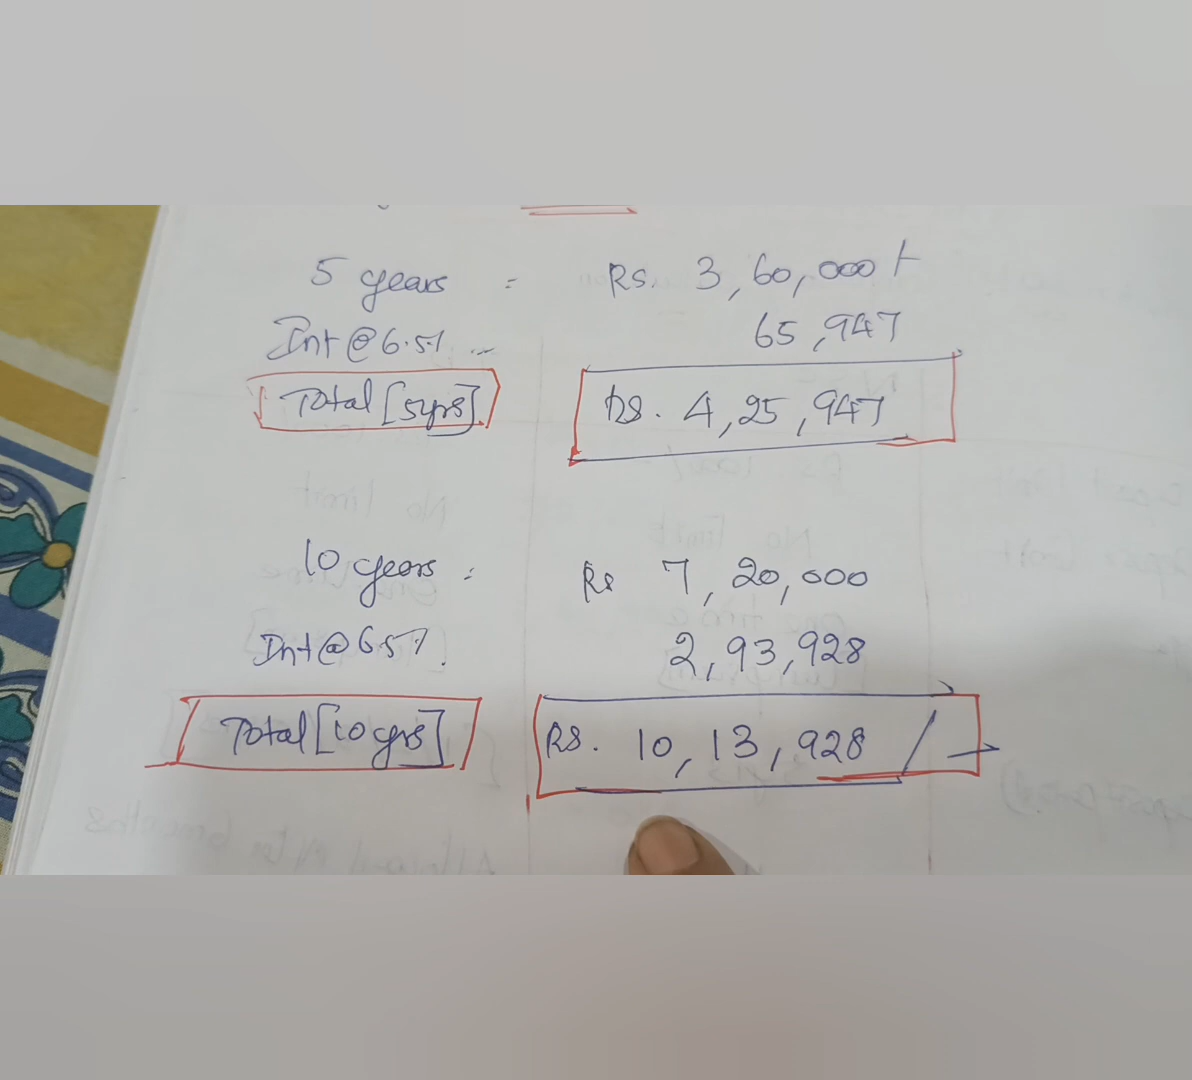 5 years = Rs. 3,60,000 +
Int @ 6.5% 65,947
Total [5yrs] Rs. 4,25,947
10 years : Rs 7,20,000
Int @ 6.5% 2,93,928
Total [10yrs] Rs. 10,13,928 /-